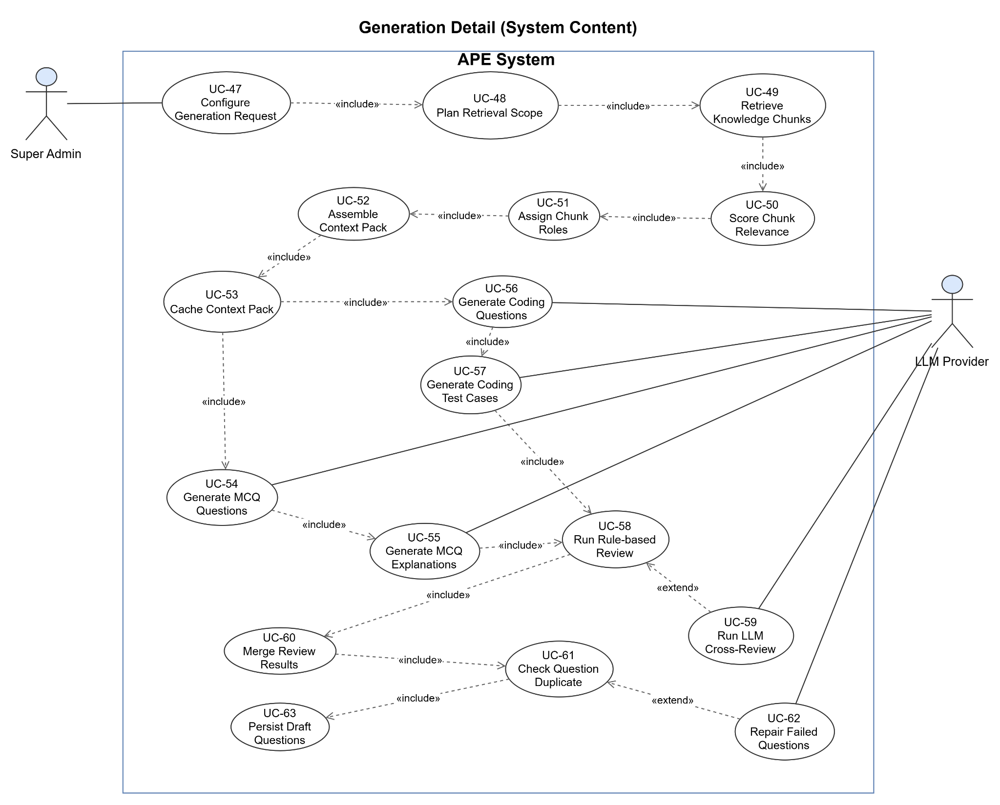 Generation Detail (System Content)
APE System
Super Admin
UC-47
Configure
Generation Request
«include»
UC-48
Plan Retrieval Scope
«include»
UC-49
Retrieve
Knowledge Chunks
«include»
UC-52
Assemble
Context Pack
«include»
UC-51
Assign Chunk
Roles
«include»
UC-50
Score Chunk
Relevance
«include»
UC-53
Cache Context Pack
«include»
UC-56
Generate Coding
Questions
«include»
LLM Provider
UC-57
Generate Coding
Test Cases
«include»
«include»
UC-54
Generate MCQ
Questions
«include»
UC-55
Generate MCQ
Explanations
«include»
UC-58
Run Rule-based
Review
«include»
«extend»
UC-59
Run LLM
Cross-Review
UC-60
Merge Review
Results
«include»
UC-61
Check Question
Duplicate
«include»
«extend»
UC-63
Persist Draft
Questions
UC-62
Repair Failed
Questions